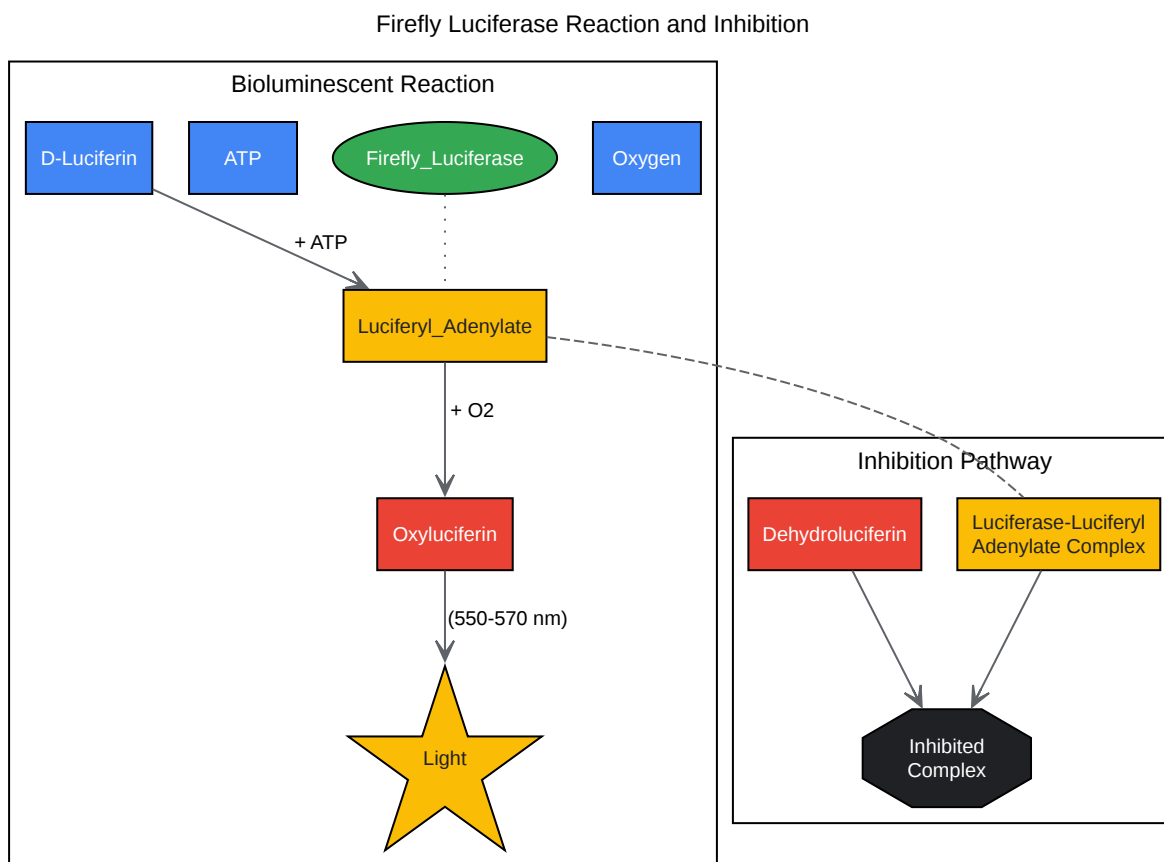 Firefly Luciferase Reaction and Inhibition
Bioluminescent Reaction
D-Luciferin
ATP
Firefly_Luciferase
Oxygen
+ ATP
Luciferyl_Adenylate
+ O2
Oxyluciferin
(550-570 nm)
Light
Inhibition Pathway
Dehydroluciferin
Luciferase-Luciferyl
Adenylate Complex
Inhibited
Complex